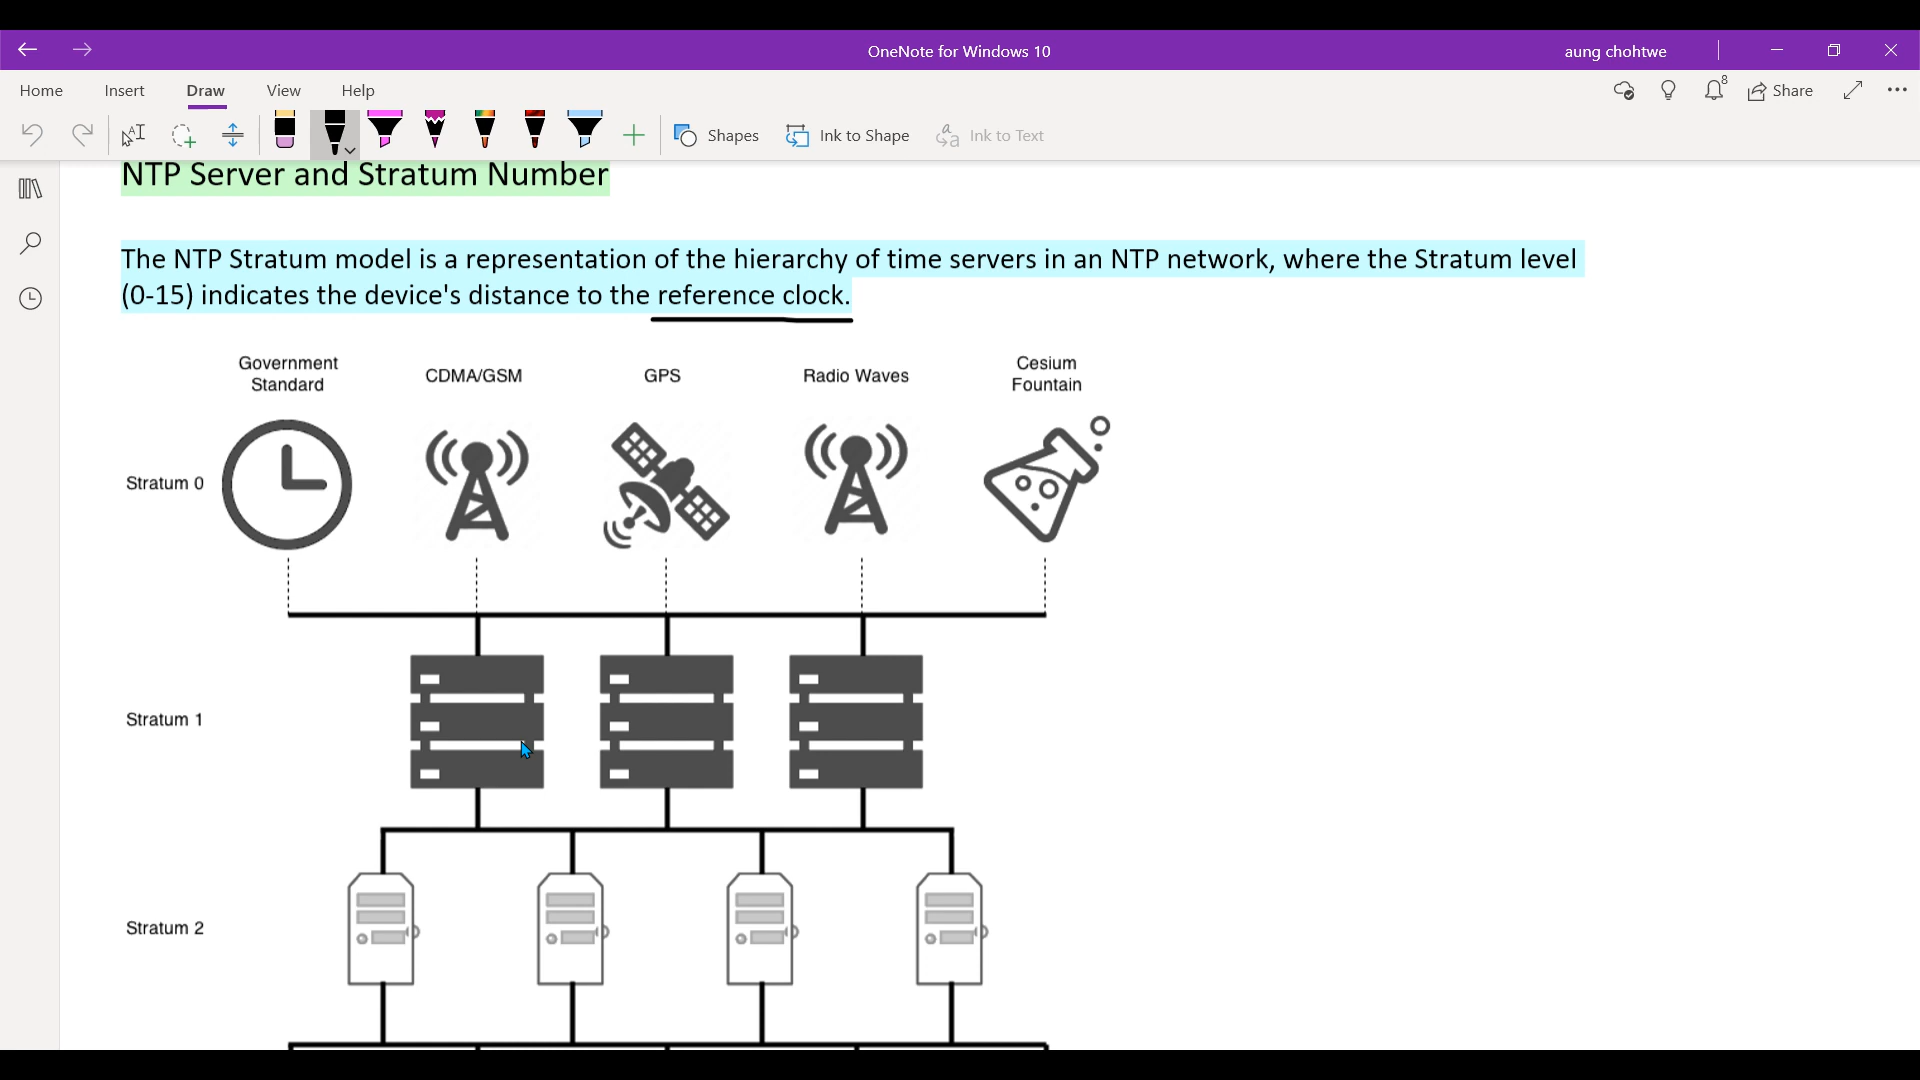 OneNote for Windows 10
aung chohtwe
Home Insert Draw View Help
8
Share
Shapes Ink to Shape Ink to Text
NTP Server and Stratum Number
The NTP Stratum model is a representation of the hierarchy of time servers in an NTP network, where the Stratum level
(0-15) indicates the device's distance to the reference clock.
Government
Standard
CDMA/GSM
GPS
Radio Waves
Cesium
Fountain
Stratum 0
Stratum 1
Stratum 2